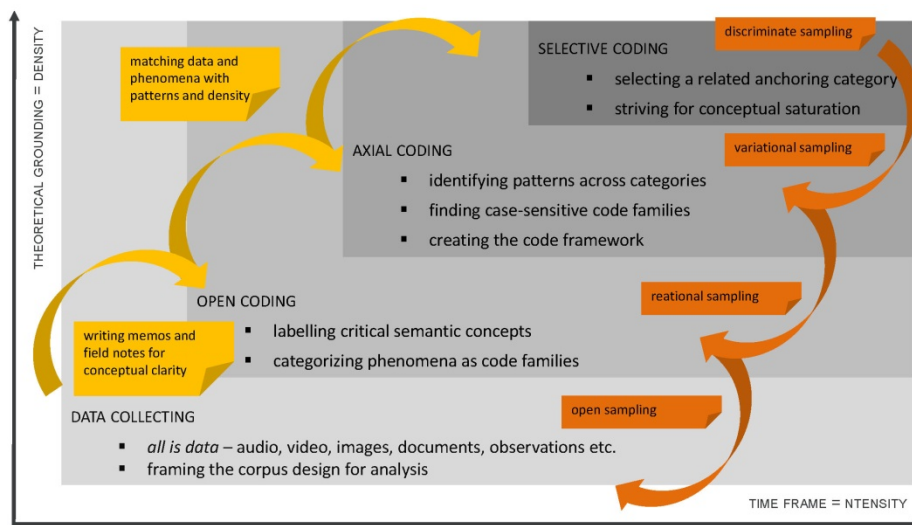 THEORETICAL GROUNDING = DENSITY
matching data and
phenomena with
patterns and density
discriminate sampling
SELECTIVE CODING
▪ selecting a related anchoring category
▪ striving for conceptual saturation
variational sampling
AXIAL CODING
▪ identifying patterns across categories
▪ finding case-sensitive code families
▪ creating the code framework
reational sampling
OPEN CODING
▪ labelling critical semantic concepts
▪ categorizing phenomena as code families
writing memos and
field notes for
conceptual clarity
open sampling
DATA COLLECTING
▪ all is data – audio, video, images, documents, observations etc.
▪ framing the corpus design for analysis
TIME FRAME = NTENSITY